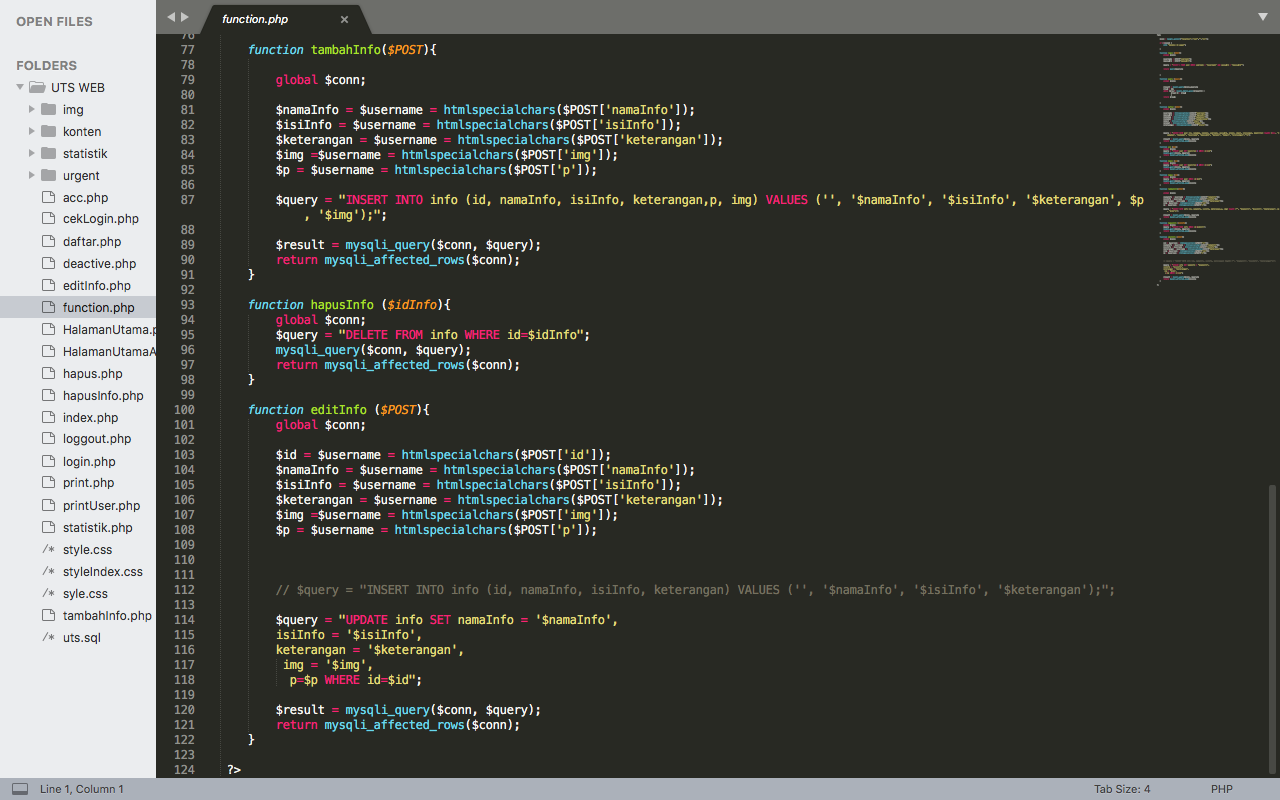 OPEN FILES
FOLDERS
UTS WEB
img
konten
statistik
urgent
acc.php
cekLogin.php
daftar.php
deactive.php
editInfo.php
function.php
HalamanUtama.p
HalamanUtamaA
hapus.php
hapusInfo.php
index.php
loggout.php
login.php
print.php
printUser.php
statistik.php
/* style.css
/* styleIndex.css
/* syle.css
tambahInfo.php
/* uts.sql
function.php ×
76
77 function tambahInfo($POST){
78
79 global $conn;
80
81 $namaInfo = $username = htmlspecialchars($POST['namaInfo']);
82 $isiInfo = $username = htmlspecialchars($POST['isiInfo']);
83 $keterangan = $username = htmlspecialchars($POST['keterangan']);
84 $img =$username = htmlspecialchars($POST['img']);
85 $p = $username = htmlspecialchars($POST['p']);
86
87 $query = "INSERT INTO info (id, namaInfo, isiInfo, keterangan,p, img) VALUES ('', '$namaInfo', '$isiInfo', '$keterangan', $p
, '$img');";
88
89 $result = mysqli_query($conn, $query);
90 return mysqli_affected_rows($conn);
91 }
92
93 function hapusInfo ($idInfo){
94 global $conn;
95 $query = "DELETE FROM info WHERE id=$idInfo";
96 mysqli_query($conn, $query);
97 return mysqli_affected_rows($conn);
98 }
99
100 function editInfo ($POST){
101 global $conn;
102
103 $id = $username = htmlspecialchars($POST['id']);
104 $namaInfo = $username = htmlspecialchars($POST['namaInfo']);
105 $isiInfo = $username = htmlspecialchars($POST['isiInfo']);
106 $keterangan = $username = htmlspecialchars($POST['keterangan']);
107 $img =$username = htmlspecialchars($POST['img']);
108 $p = $username = htmlspecialchars($POST['p']);
109
110
111
112 // $query = "INSERT INTO info (id, namaInfo, isiInfo, keterangan) VALUES ('', '$namaInfo', '$isiInfo', '$keterangan');";
113
114 $query = "UPDATE info SET namaInfo = '$namaInfo',
115 isiInfo = '$isiInfo',
116 keterangan = '$keterangan',
117 img = '$img',
118 p=$p WHERE id=$id";
119
120 $result = mysqli_query($conn, $query);
121 return mysqli_affected_rows($conn);
122 }
123
124 ?>
Line 1, Column 1
Tab Size: 4
PHP